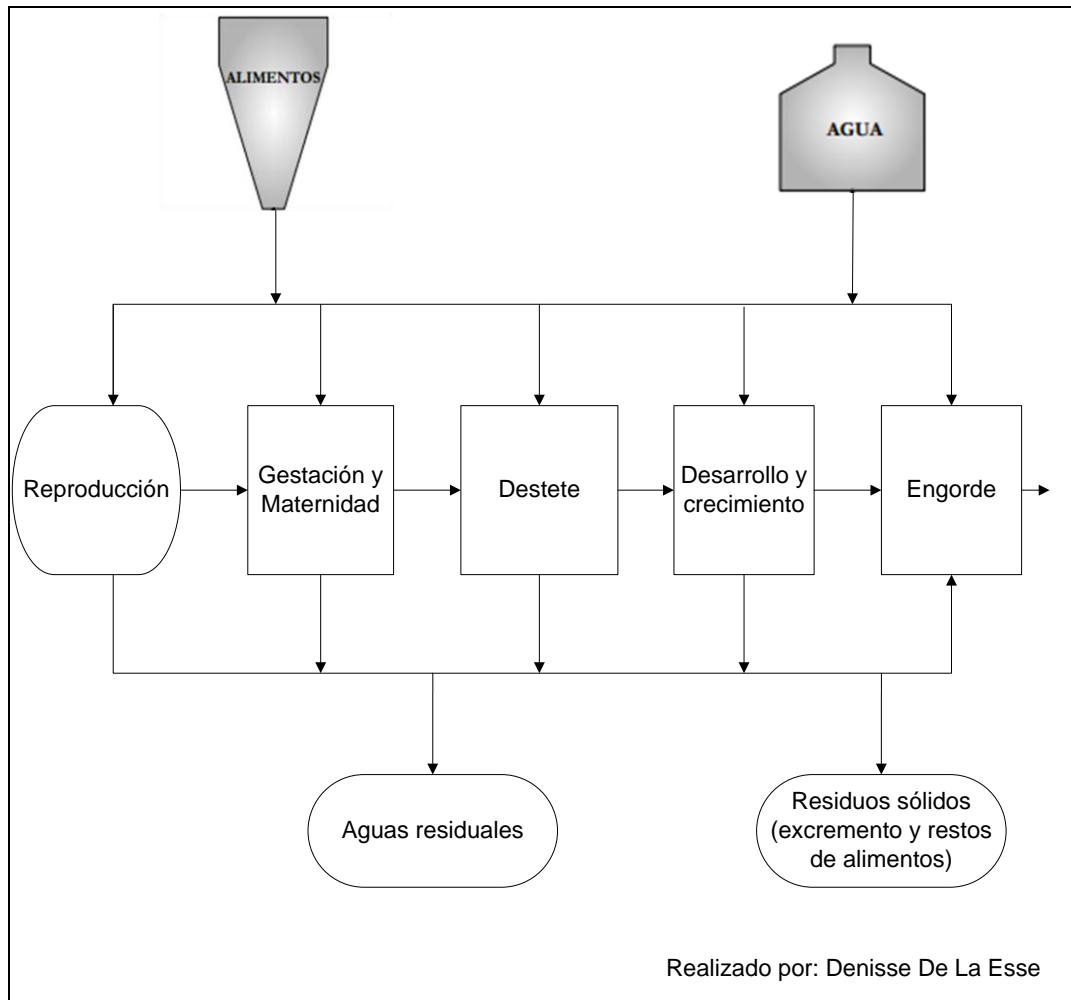 ALIMENTOS
AGUA
Reproducción
Gestación y
Maternidad
Destete
Desarrollo y
crecimiento
Engorde
Aguas residuales
Residuos sólidos
(excremento y restos
de alimentos)
Realizado por: Denisse De La Esse